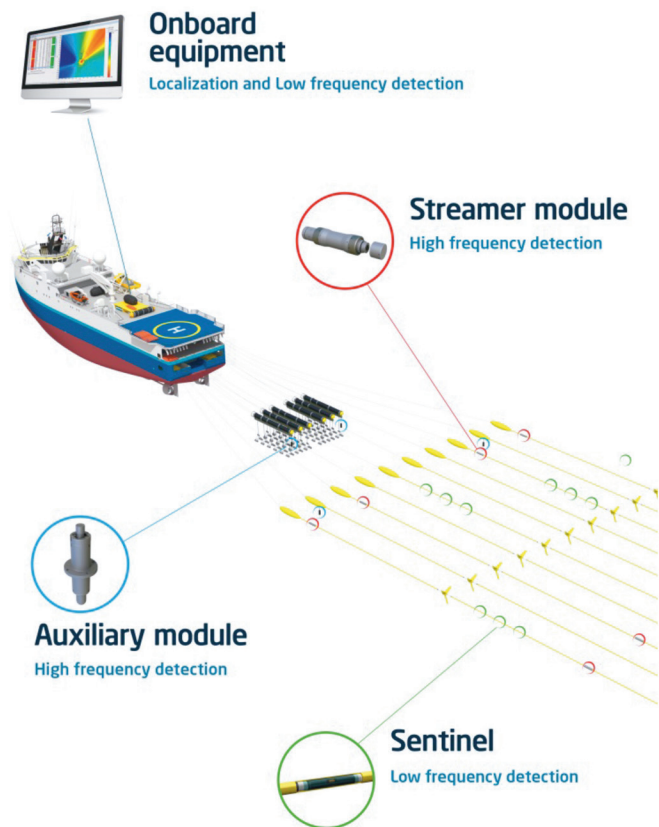 Onboard
equipment
Localization and Low frequency detection
Streamer module
High frequency detection
H
Auxiliary module
High frequency detection
Sentinel
Low frequency detection